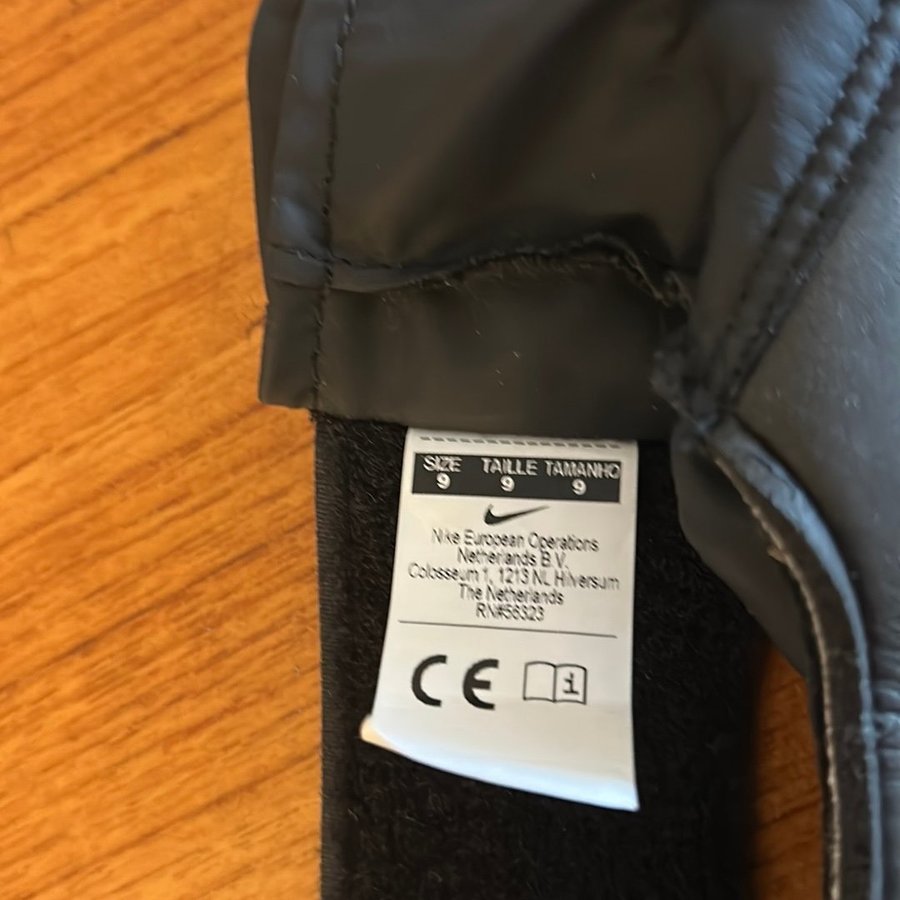 SIZE TAILLE TAMANHO
9 9 9
Nike European Operations
Netherlands B.V.
Colosseum 1, 1213 NL Hilversum
The Netherlands
RN#56323
CE
i